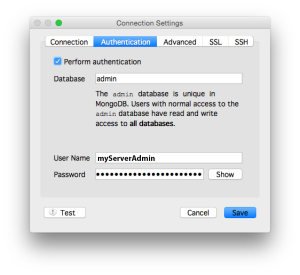 Connection Settings
Connection Authentication Advanced SSL SSH
Perform authentication
Database admin
The admin database is unique in
MongoDB. Users with normal access to the
admin database have read and write
access to all databases.
User Name myServerAdmin
Password Show
! Test Cancel Save